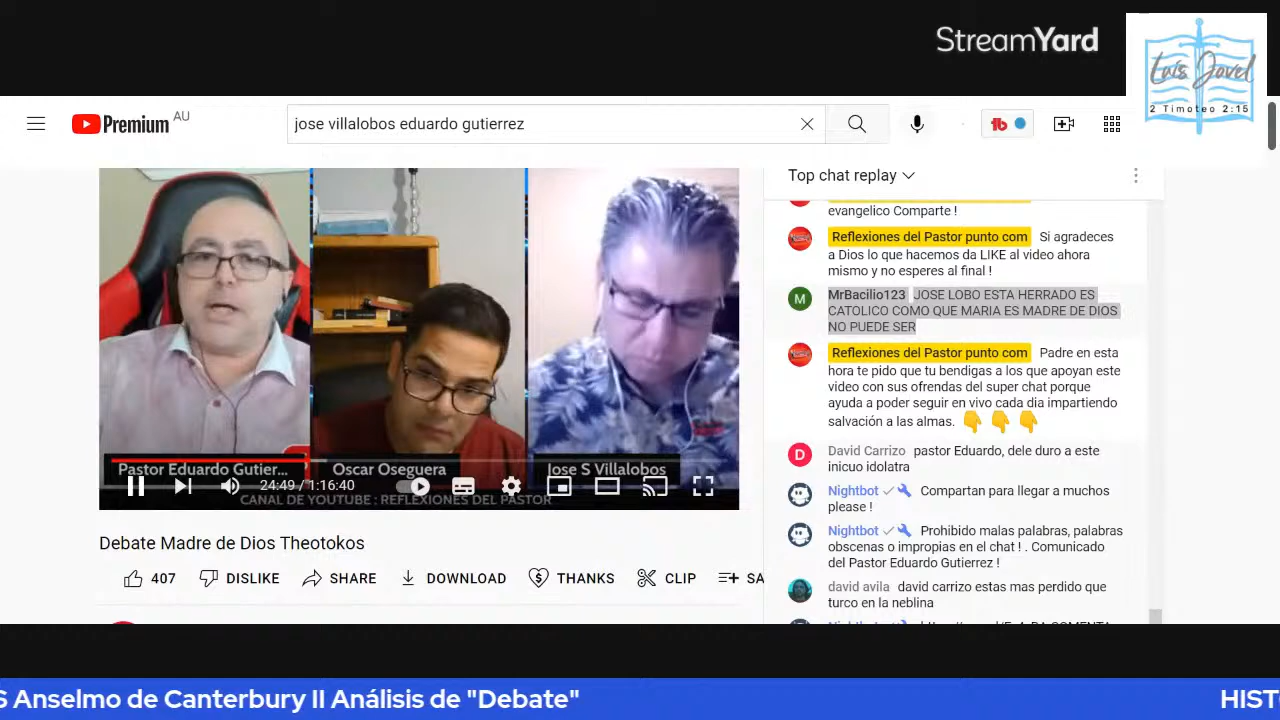 StreamYard
Luis Jovel
2 Timoteo 2:15
Premium
AU
jose villalobos eduardo gutierrez
Top chat replay
evangelico Comparte !
Reflexiones del Pastor punto com Si agradeces
a Dios lo que hacemos da LIKE al video ahora
mismo y no esperes al final !
M
MrBacilio123 JOSE LOBO ESTA HERRADO ES
CATOLICO COMO QUE MARIA ES MADRE DE DIOS
NO PUEDE SER
Reflexiones del Pastor punto com Padre en esta
hora te pido que tu bendigas a los que apoyan este
video con sus ofrendas del super chat porque
ayuda a poder seguir en vivo cada dia impartiendo
salvación a las almas.
D
David Carrizo pastor Eduardo, dele duro a este
inicuo idolatra
Nightbot Compartan para llegar a muchos
please !
Nightbot Prohibido malas palabras, palabras
obscenas o impropias en el chat ! . Comunicado
del Pastor Eduardo Gutierrez !
david avila david carrizo estas mas perdido que
turco en la neblina
Pastor Eduardo Gutier...
Oscar Oseguera
Jose S Villalobos
24:49 / 1:16:40
CANAL DE YOUTUBE : REFLEXIONES DEL PASTOR
Debate Madre de Dios Theotokos
407 DISLIKE SHARE DOWNLOAD THANKS CLIP SA
S Anselmo de Canterbury II Análisis de "Debate"
HIST